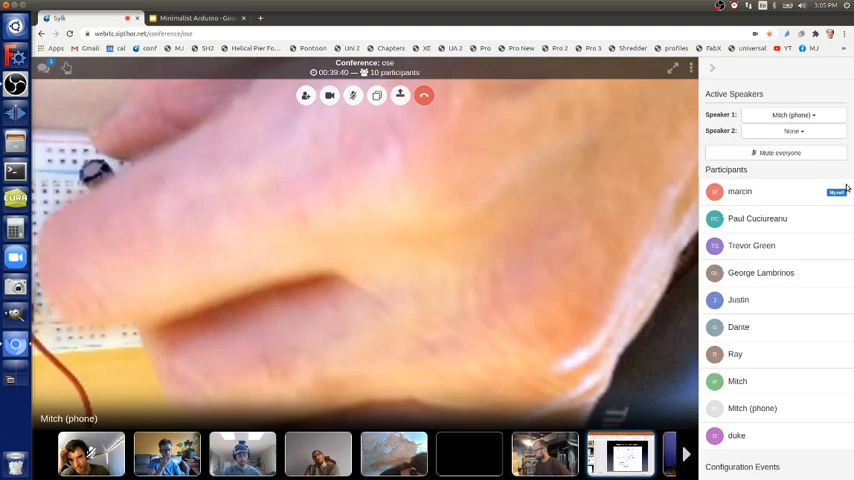 3:05 PM
Sylk
Minimalist Arduino - Goo
webrtc.sipthor.net/conference/ose
Apps Gmail cal conf MJ SH2 Helical Pier Fo... Pontoon Uni 2 Chapters XE UA 2 Pro Pro New Pro 2 Pro 3 Shredder profiles FabX universal YT MJ
Conference: ose
00:39:40 — 10 participants
Active Speakers
Speaker 1: Mitch (phone)
Speaker 2: None
Mute everyone
Participants
M marcin Myself
PC Paul Cuciureanu
TG Trevor Green
GL George Lambrinos
J Justin
D Dante
R Ray
M Mitch
M Mitch (phone)
D duke
Configuration Events
Mitch (phone)
CURA